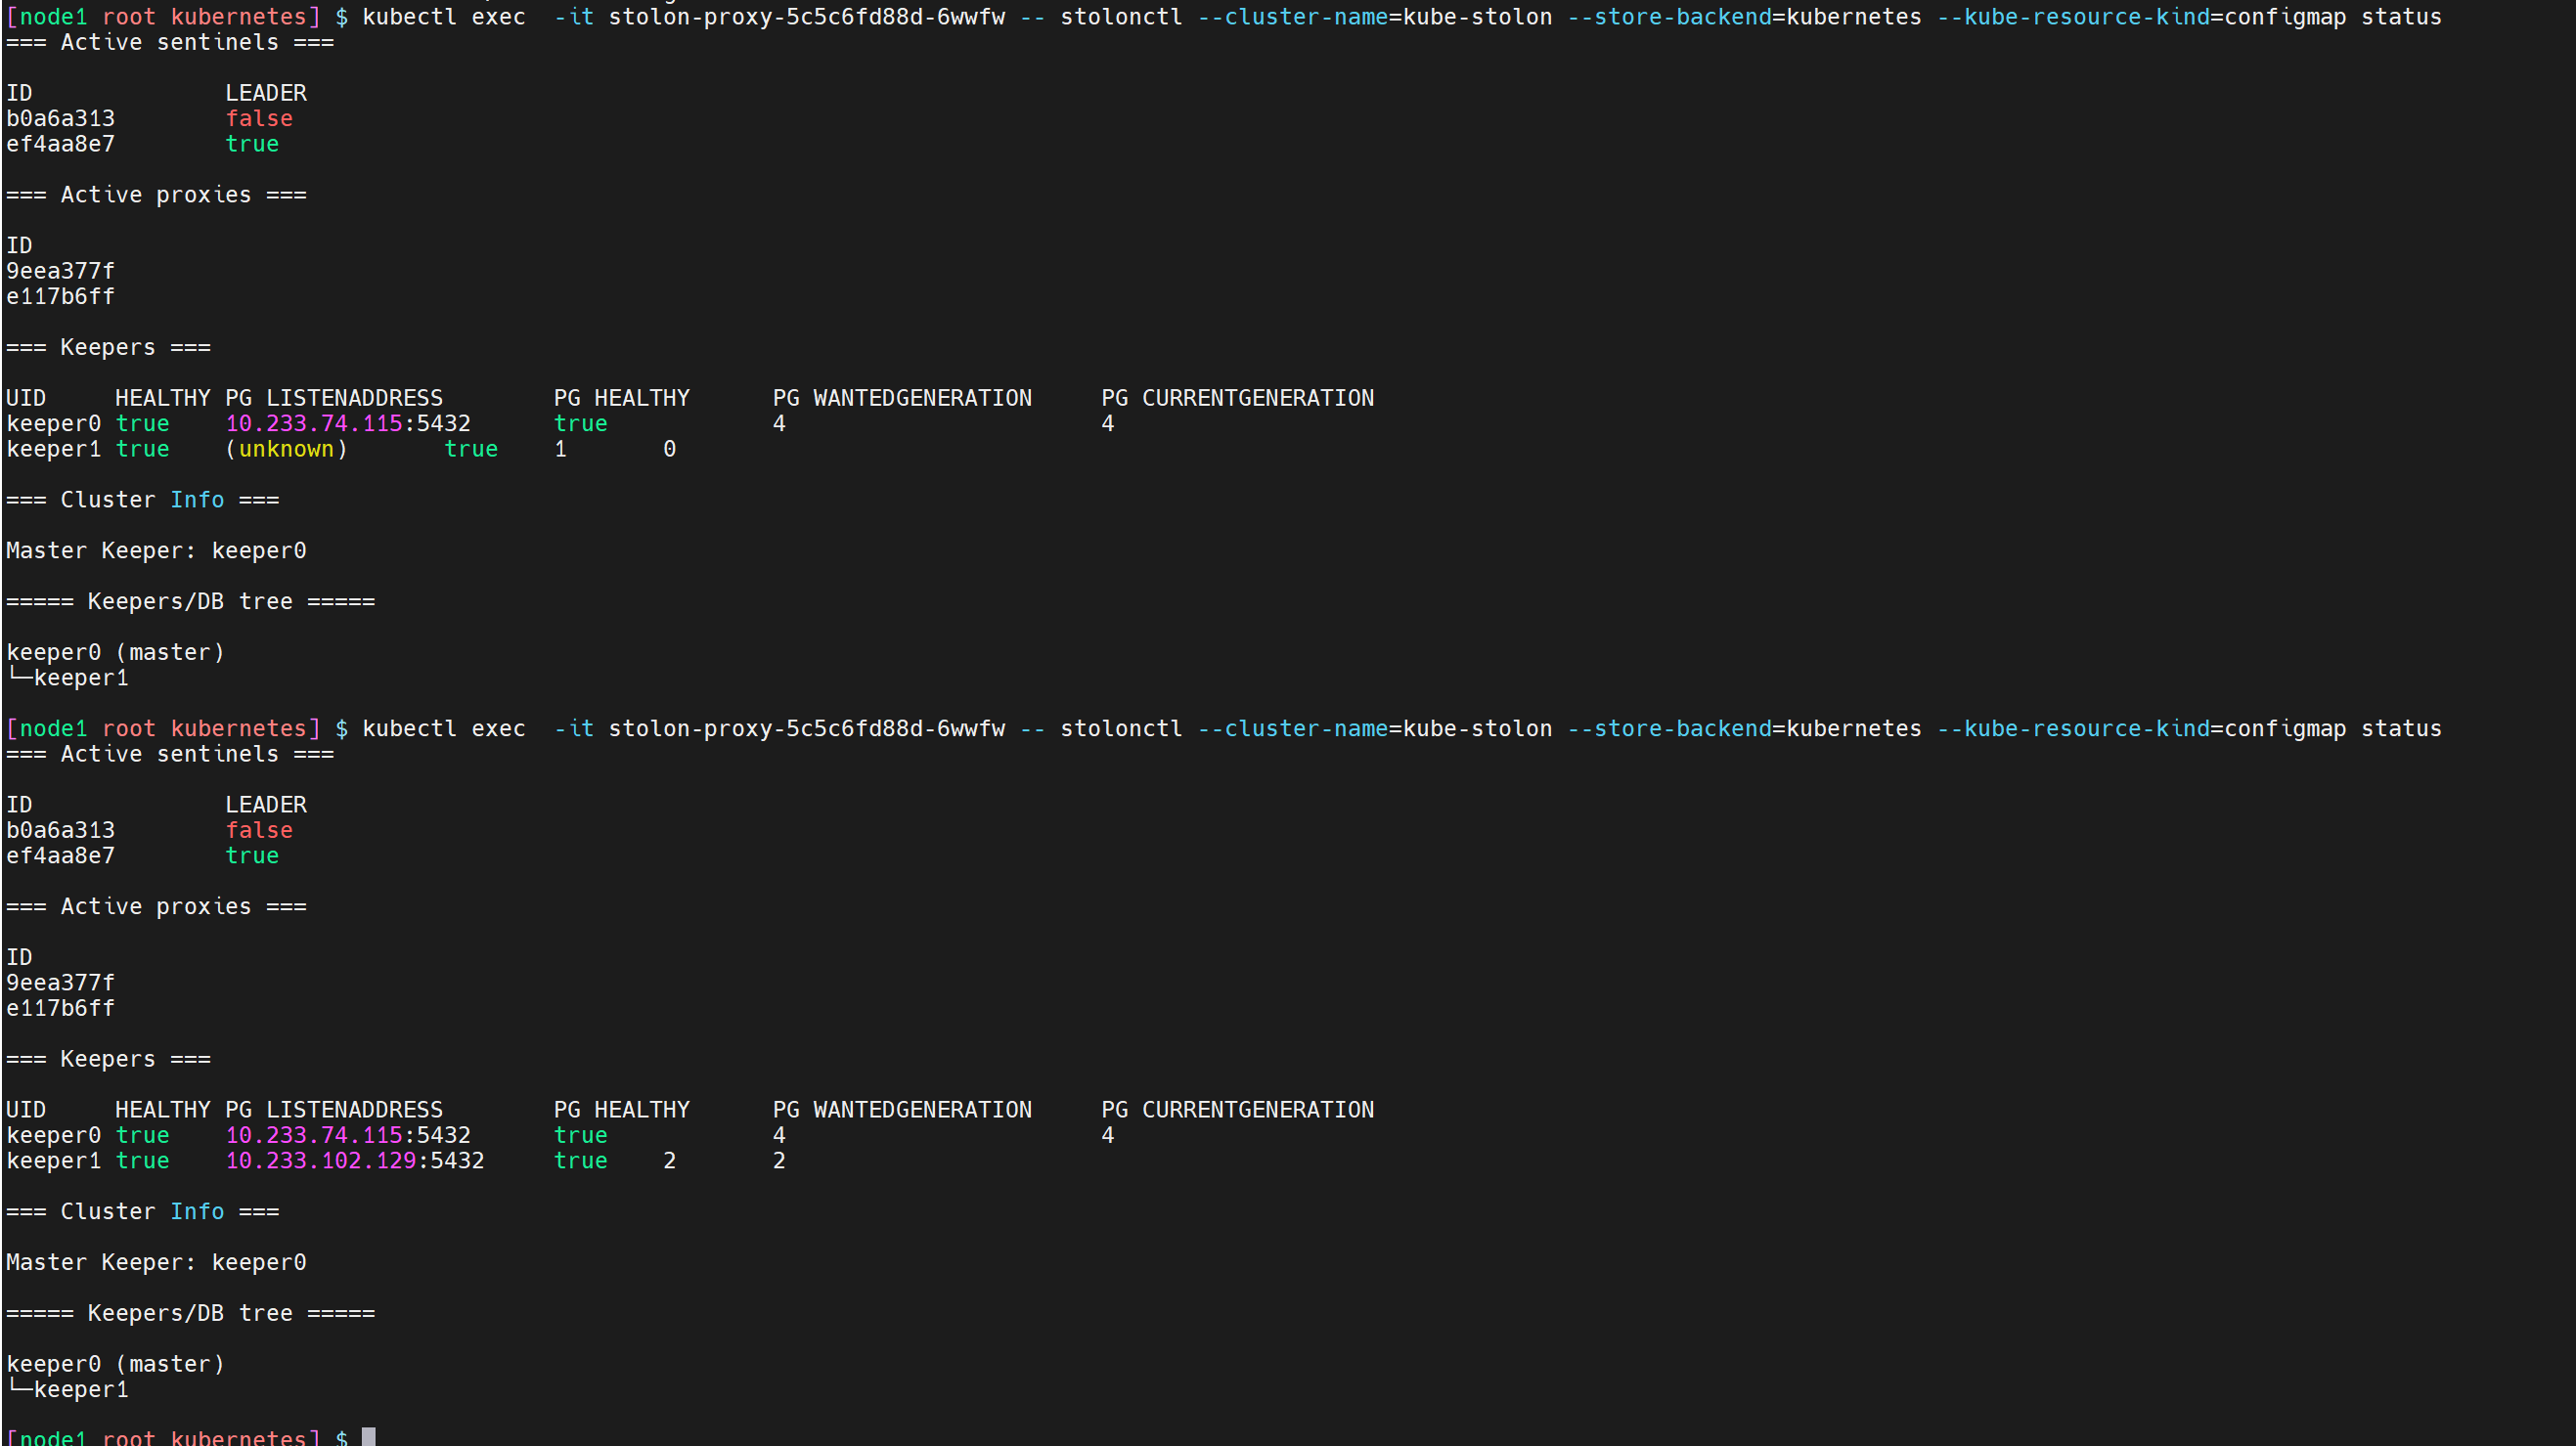 [node1 root kubernetes] $ kubectl exec  -it stolon-proxy-5c5c6fd88d-6wwfw -- stolonctl --cluster-name=kube-stolon --store-backend=kubernetes --kube-resource-kind=configmap status
=== Active sentinels ===
ID LEADER
b0a6a313 false
ef4aa8e7 true
=== Active proxies ===
ID
9eea377f
e117b6ff
=== Keepers ===
UID HEALTHY PG LISTENADDRESS PG HEALTHY PG WANTEDGENERATION PG CURRENTGENERATION
keeper0 true 10.233.74.115:5432 true 4 4
keeper1 true (unknown) true 1 0
=== Cluster Info ===
Master Keeper: keeper0
===== Keepers/DB tree =====
keeper0 (master)
└─keeper1
[node1 root kubernetes] $ kubectl exec  -it stolon-proxy-5c5c6fd88d-6wwfw -- stolonctl --cluster-name=kube-stolon --store-backend=kubernetes --kube-resource-kind=configmap status
=== Active sentinels ===
ID LEADER
b0a6a313 false
ef4aa8e7 true
=== Active proxies ===
ID
9eea377f
e117b6ff
=== Keepers ===
UID HEALTHY PG LISTENADDRESS PG HEALTHY PG WANTEDGENERATION PG CURRENTGENERATION
keeper0 true 10.233.74.115:5432 true 4 4
keeper1 true 10.233.102.129:5432 true 2 2
=== Cluster Info ===
Master Keeper: keeper0
===== Keepers/DB tree =====
keeper0 (master)
└─keeper1
[node1 root kubernetes] $